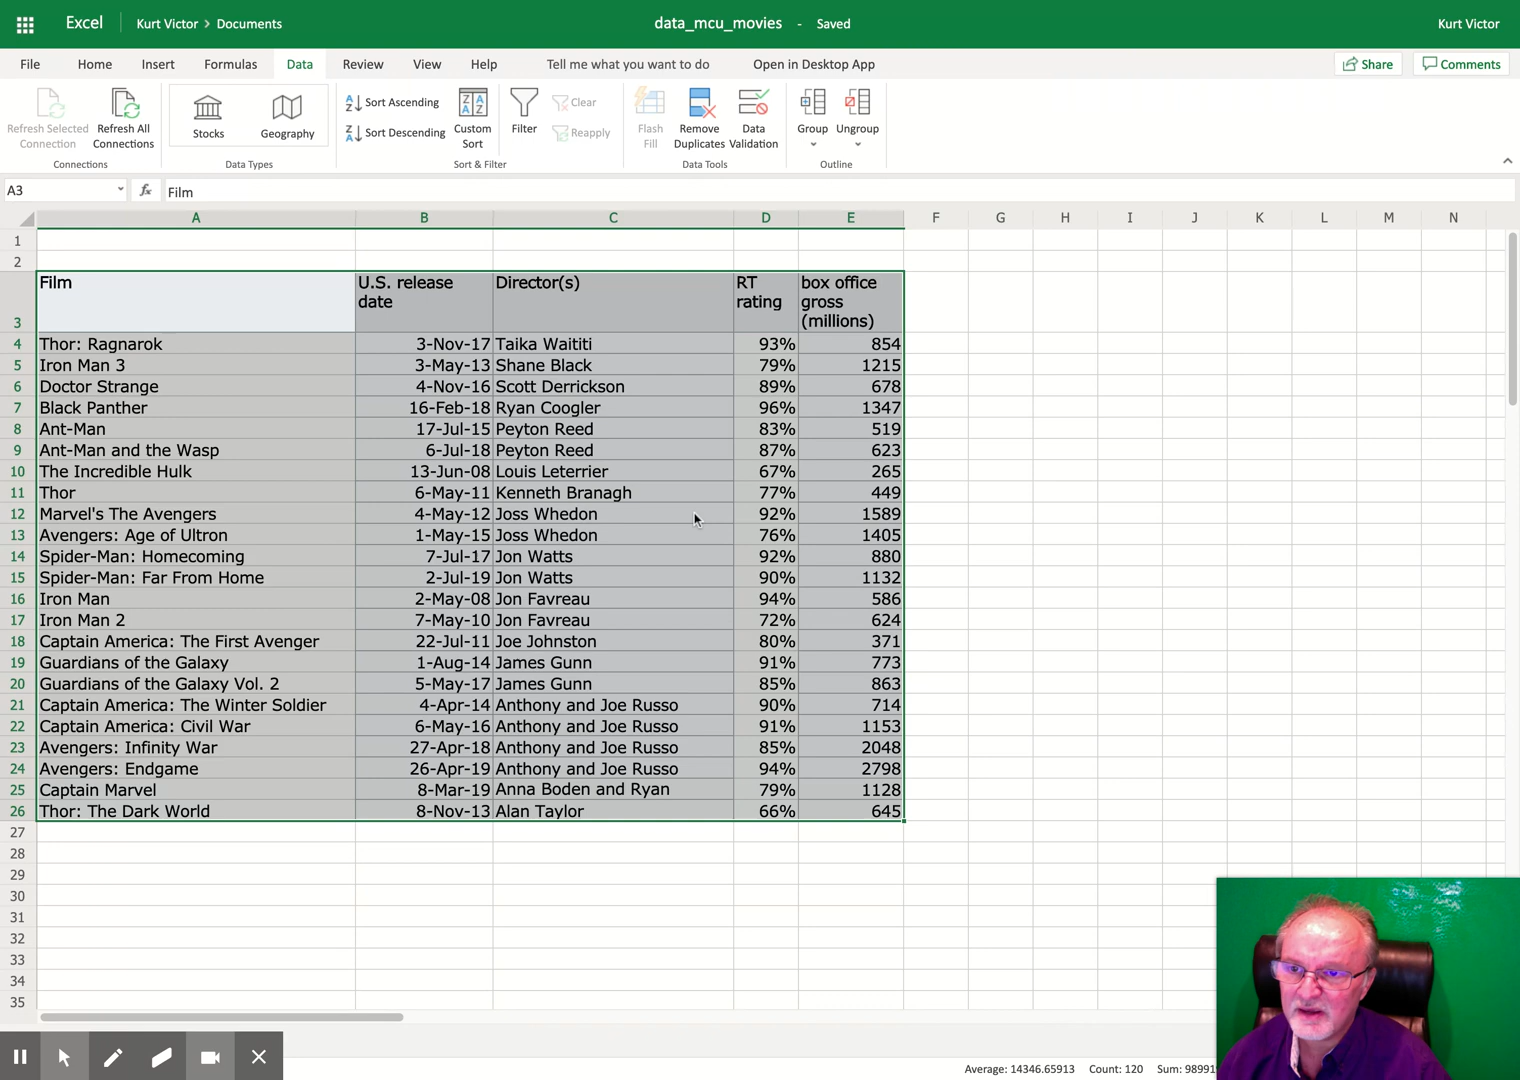 Excel Kurt Victor > Documents data_mcu_movies - Saved Kurt Victor
File Home Insert Formulas Data Review View Help Tell me what you want to do Open in Desktop App Share Comments
Refresh Selected Connection Refresh All Connections Stocks Geography Sort Ascending Sort Descending Custom Sort Filter Clear Reapply Flash Fill Remove Duplicates Data Validation Group Ungroup
Connections Data Types Sort & Filter Data Tools Outline
A3 fx Film
A B C D E F G H I J K L M N
1
2
3 Film U.S. release date Director(s) RT rating box office gross (millions)
4 Thor: Ragnarok 3-Nov-17 Taika Waititi 93% 854
5 Iron Man 3 3-May-13 Shane Black 79% 1215
6 Doctor Strange 4-Nov-16 Scott Derrickson 89% 678
7 Black Panther 16-Feb-18 Ryan Coogler 96% 1347
8 Ant-Man 17-Jul-15 Peyton Reed 83% 519
9 Ant-Man and the Wasp 6-Jul-18 Peyton Reed 87% 623
10 The Incredible Hulk 13-Jun-08 Louis Leterrier 67% 265
11 Thor 6-May-11 Kenneth Branagh 77% 449
12 Marvel's The Avengers 4-May-12 Joss Whedon 92% 1589
13 Avengers: Age of Ultron 1-May-15 Joss Whedon 76% 1405
14 Spider-Man: Homecoming 7-Jul-17 Jon Watts 92% 880
15 Spider-Man: Far From Home 2-Jul-19 Jon Watts 90% 1132
16 Iron Man 2-May-08 Jon Favreau 94% 586
17 Iron Man 2 7-May-10 Jon Favreau 72% 624
18 Captain America: The First Avenger 22-Jul-11 Joe Johnston 80% 371
19 Guardians of the Galaxy 1-Aug-14 James Gunn 91% 773
20 Guardians of the Galaxy Vol. 2 5-May-17 James Gunn 85% 863
21 Captain America: The Winter Soldier 4-Apr-14 Anthony and Joe Russo 90% 714
22 Captain America: Civil War 6-May-16 Anthony and Joe Russo 91% 1153
23 Avengers: Infinity War 27-Apr-18 Anthony and Joe Russo 85% 2048
24 Avengers: Endgame 26-Apr-19 Anthony and Joe Russo 94% 2798
25 Captain Marvel 8-Mar-19 Anna Boden and Ryan 79% 1128
26 Thor: The Dark World 8-Nov-13 Alan Taylor 66% 645
27
28
29
30
31
32
33
34
35
Average: 14346.65913 Count: 120 Sum: